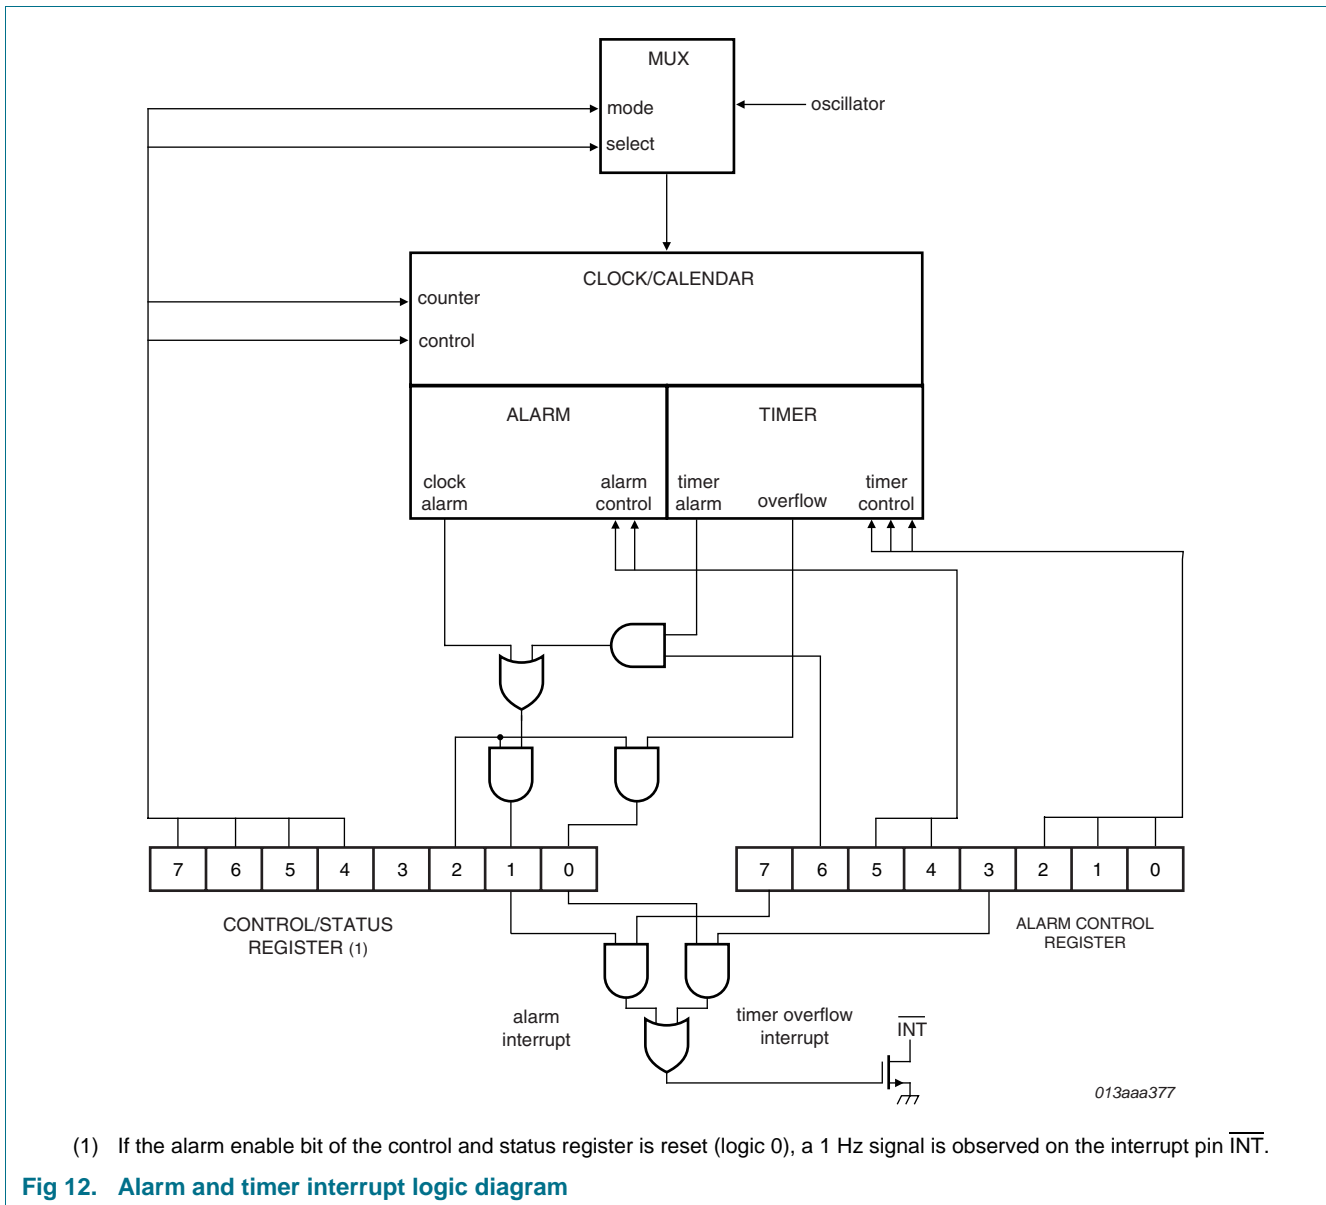 MUX
mode
oscillator
select
CLOCK/CALENDAR
counter
control
ALARM
TIMER
clock
alarm
alarm
control
timer
alarm
overflow
timer
control
7 6 5 4 3 2 1 0
7 6 5 4 3 2 1 0
CONTROL/STATUS
REGISTER (1)
ALARM CONTROL
REGISTER
alarm
interrupt
timer overflow
interrupt
I̅N̅T̅
013aaa377
(1) If the alarm enable bit of the control and status register is reset (logic 0), a 1 Hz signal is observed on the interrupt pin I̅N̅T̅.
Fig 12. Alarm and timer interrupt logic diagram